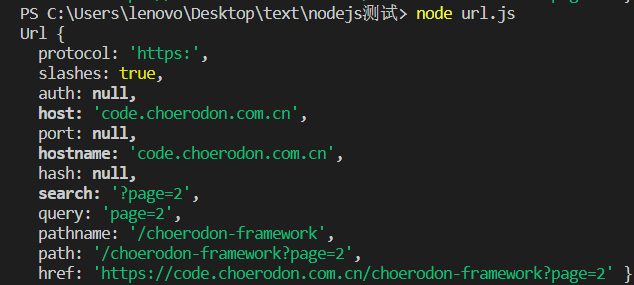 PS C:\Users\lenovo\Desktop\text\nodejs测试> node url.js
Url {
  protocol: 'https:',
  slashes: true,
  auth: null,
  host: 'code.choerodon.com.cn',
  port: null,
  hostname: 'code.choerodon.com.cn',
  hash: null,
  search: '?page=2',
  query: 'page=2',
  pathname: '/choerodon-framework',
  path: '/choerodon-framework?page=2',
  href: 'https://code.choerodon.com.cn/choerodon-framework?page=2' }